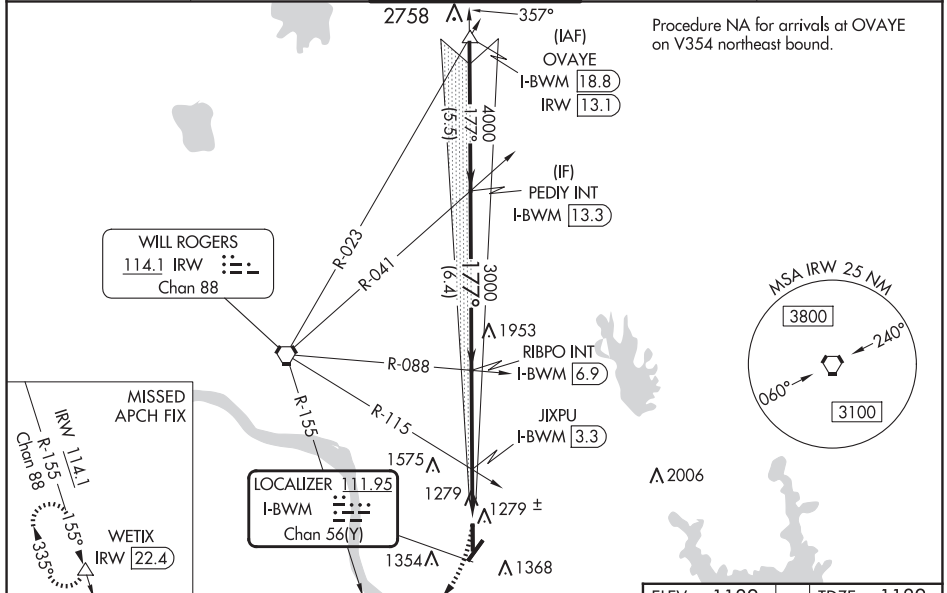 2758
357°
Procedure NA for arrivals at OVAYE
on V354 northeast bound.
(IAF)
OVAYE
I-BWM 18.8
IRW 13.1
4000
177°
(5.5)
(IF)
PEDIY INT
I-BWM 13.3
R-023
R-041
WILL ROGERS
114.1 IRW
Chan 88
3000
177°
(6.4)
MSA IRW 25 NM
3800
240°
060°
3100
1953
RIBPO INT
I-BWM 6.9
R-088
R-115
R-155
JIXPU
I-BWM 3.3
MISSED
APCH FIX
IRW 114.1
R-155
Chan 88
155°
335°
WETIX
IRW 22.4
1575
LOCALIZER 111.95
I-BWM
Chan 56(Y)
1279
1279 ±
2006
1354
1368